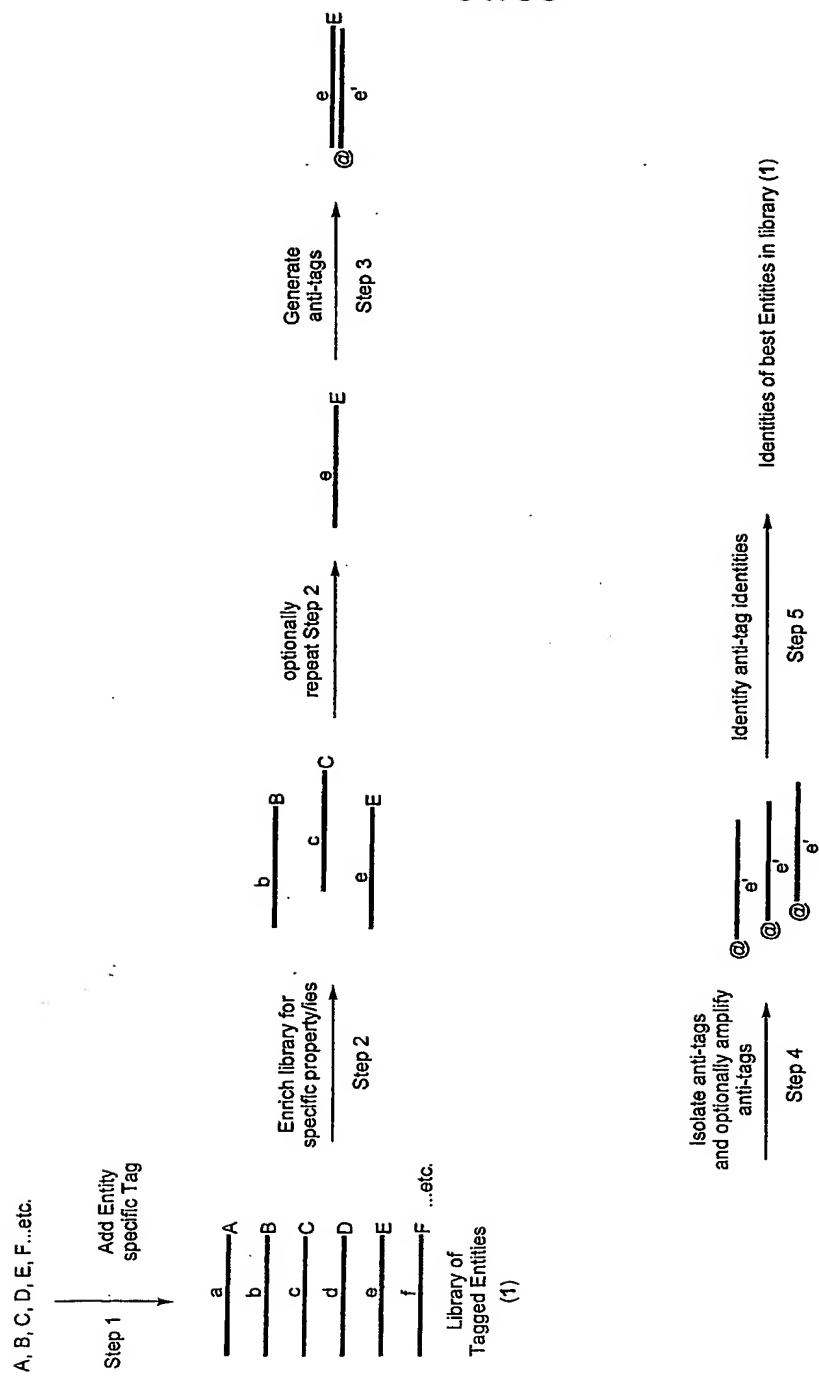 A, B, C, D, E, F...etc.
Step 1
Add Entity
specific Tag
a
A
b
B
c
C
d
D
e
E
f
F
...etc.
Library of
Tagged Entities
(1)
Enrich library for
specific property/ies
Step 2
b
B
c
C
e
E
optionally
repeat Step 2
e
E
Generate
anti-tags
Step 3
e
E
@
e'
Isolate anti-tags
and optionally amplify
anti-tags
Step 4
@
e'
@
e'
@
e'
Identify anti-tag identities
Step 5
Identities of best Entities in library (1)